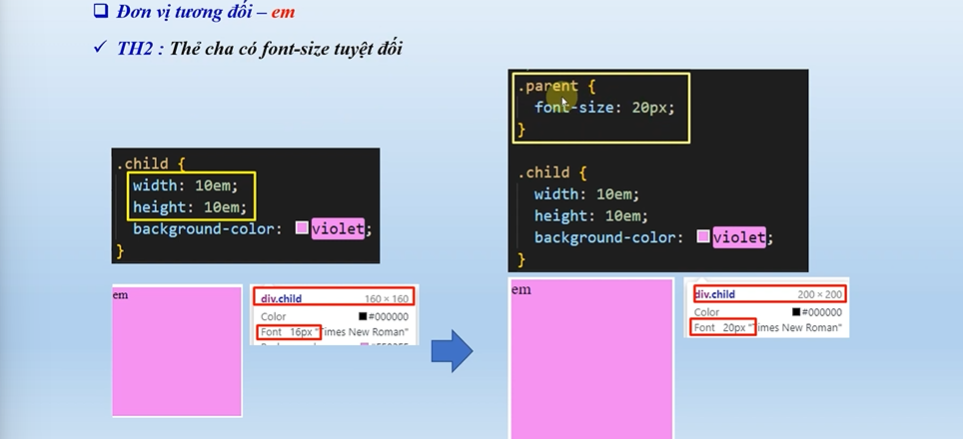 Đơn vị tương đối – em
TH2 : Thẻ cha có font-size tuyệt đối
.child {
width: 10em;
height: 10em;
background-color: violet;
}
em
div.child 160 × 160
Color #000000
Font 16px "Times New Roman"
.parent {
font-size: 20px;
}
.child {
width: 10em;
height: 10em;
background-color: violet;
}
em
div.child 200 × 200
Color #000000
Font 20px "Times New Roman"